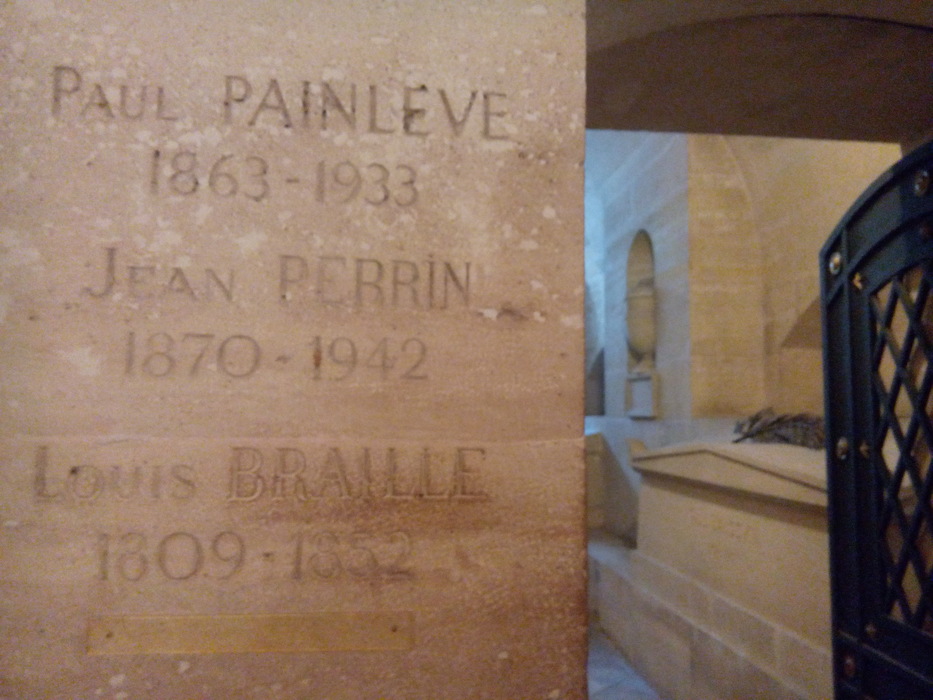 Paul PAINLEVE
1863-1933
Jean PERRIN
1870-1942
Louis BRAILLE
1809-1852